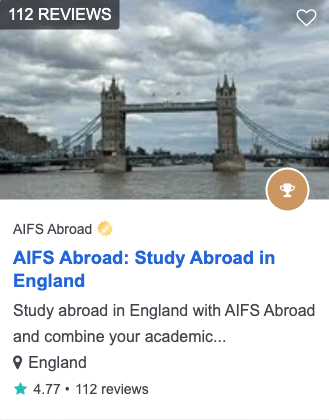 112 REVIEWS
AIFS Abroad
AIFS Abroad: Study Abroad in
England
Study abroad in England with AIFS Abroad
and combine your academic...
England
4.77 • 112 reviews